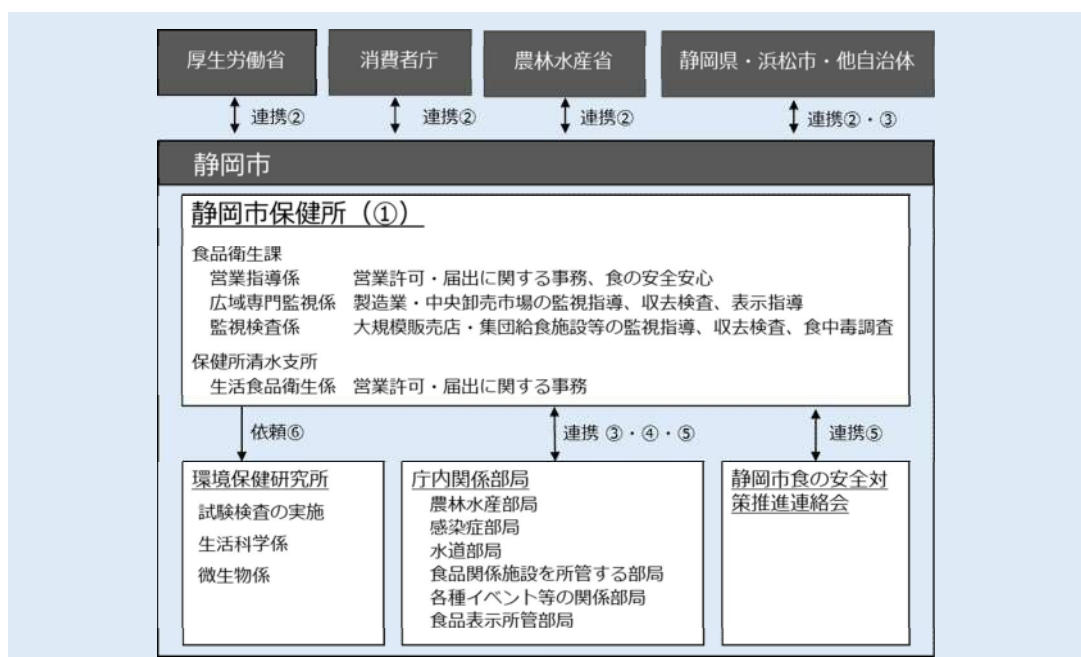 厚生労働省
消費者庁
農林水産省
静岡県・浜松市・他自治体
連携②
連携②
連携②
連携②・③
静岡市
静岡市保健所（①）
食品衛生課
営業指導係 営業許可・届出に関する事務、食の安全安心
広域専門監視係 製造業・中央卸売市場の監視指導、収去検査、表示指導
監視検査係 大規模販売店・集団給食施設等の監視指導、収去検査、食中毒調査
保健所清水支所
生活食品衛生係 営業許可・届出に関する事務
依頼⑥
連携 ③・④・⑤
連携⑤
環境保健研究所
試験検査の実施
生活科学係
微生物係
庁内関係部局
農林水産部局
感染症部局
水道部局
食品関係施設を所管する部局
各種イベント等の関係部局
食品表示所管部局
静岡市食の安全対
策推進連絡会